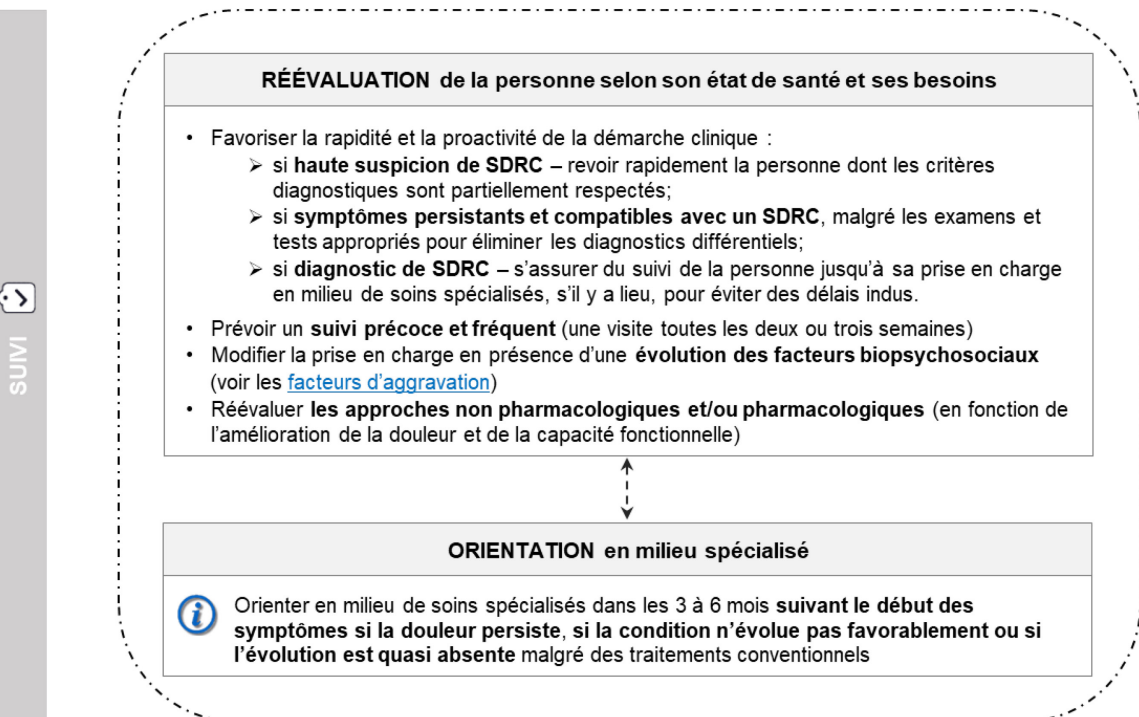 RÉÉVALUATION de la personne selon son état de santé et ses besoins
• Favoriser la rapidité et la proactivité de la démarche clinique :
➢ si haute suspicion de SDRC – revoir rapidement la personne dont les critères
diagnostiques sont partiellement respectés;
➢ si symptômes persistants et compatibles avec un SDRC, malgré les examens et
tests appropriés pour éliminer les diagnostics différentiels;
➢ si diagnostic de SDRC – s’assurer du suivi de la personne jusqu’à sa prise en charge
en milieu de soins spécialisés, s’il y a lieu, pour éviter des délais indus.
• Prévoir un suivi précoce et fréquent (une visite toutes les deux ou trois semaines)
• Modifier la prise en charge en présence d’une évolution des facteurs biopsychosociaux
(voir les facteurs d’aggravation)
• Réévaluer les approches non pharmacologiques et/ou pharmacologiques (en fonction de
l’amélioration de la douleur et de la capacité fonctionnelle)
SUIVI
ORIENTATION en milieu spécialisé
i
Orienter en milieu de soins spécialisés dans les 3 à 6 mois suivant le début des
symptômes si la douleur persiste, si la condition n’évolue pas favorablement ou si
l’évolution est quasi absente malgré des traitements conventionnels